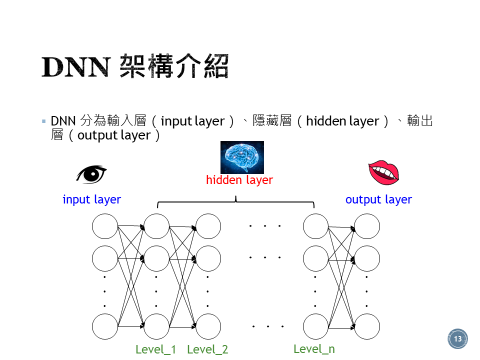 DNN 架構介紹
DNN 分為輸入層 ( input layer ) 、隱藏層 ( hidden layer ) 、輸出
層 ( output layer )
hidden layer
input layer
output layer
Level_1
Level_2
Level_n
13